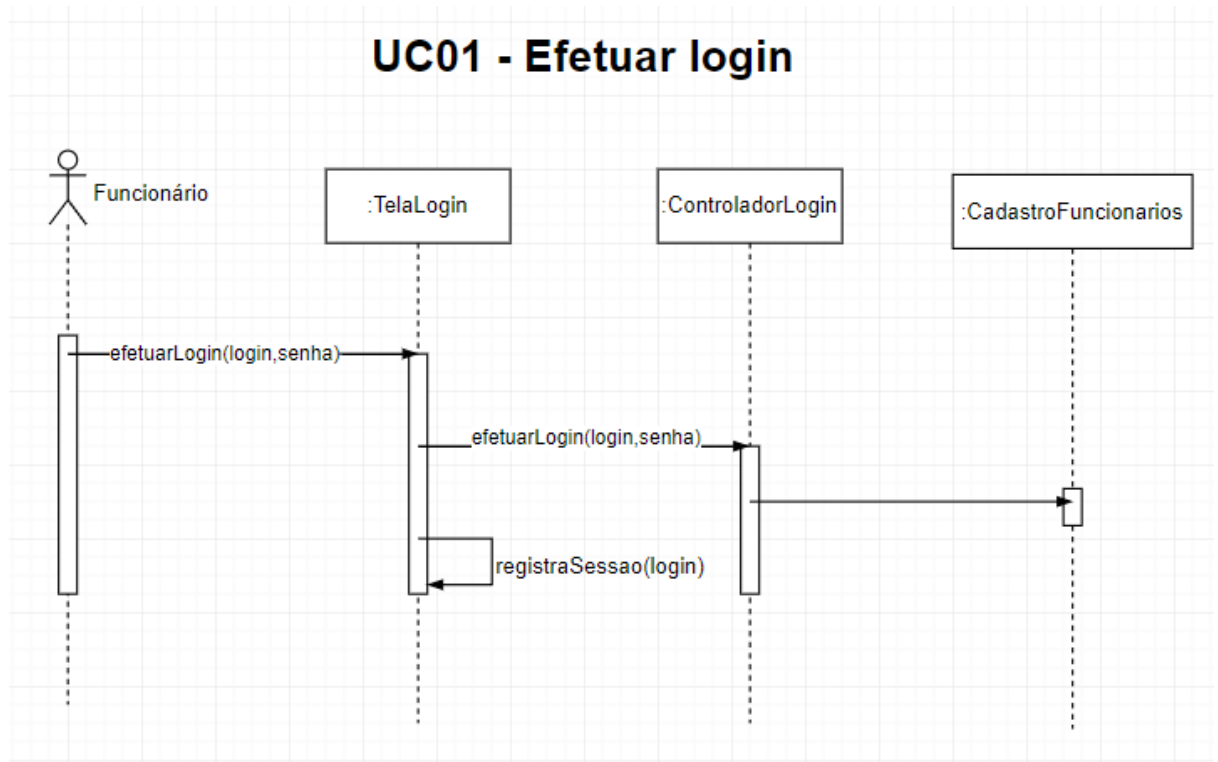 UC01 - Efetuar login
Funcionário
:TelaLogin
:ControladorLogin
:CadastroFuncionarios
efetuarLogin(login,senha)
efetuarLogin(login,senha)
registraSessao(login)